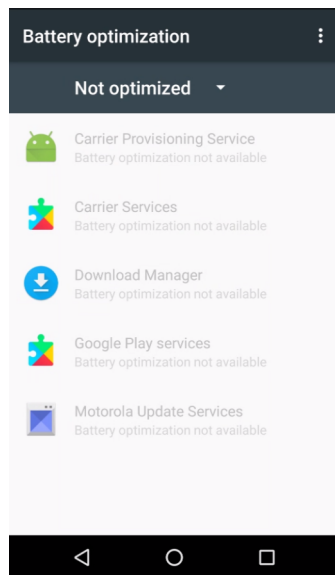 Battery optimization
Not optimized
Carrier Provisioning Service
Battery optimization not available
Carrier Services
Battery optimization not available
Download Manager
Battery optimization not available
Google Play services
Battery optimization not available
Motorola Update Services
Battery optimization not available